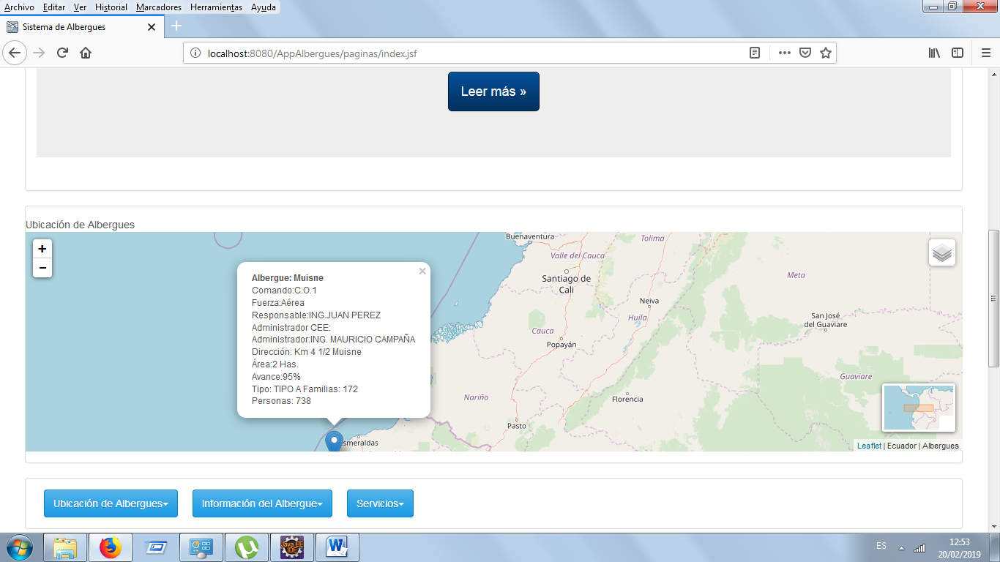 Archivo Editar Ver Historial Marcadores Herramientas Ayuda
Sistema de Albergues
localhost:8080/AppAlbergues/paginas/index.jsf
Leer más »
Ubicación de Albergues
+
−
Albergue: Muisne
Comando:C.O.1
Fuerza:Aérea
Responsable:ING.JUAN PEREZ
Administrador CEE:
Administrador:ING. MAURICIO CAMPAÑA
Dirección: Km 4 1/2 Muisne
Área:2 Has.
Avance:95%
Tipo: TIPO A Familias: 172
Personas: 738
Buenaventura
Tolima
Valle del Cauca
Santiago de
Cali
Meta
Neiva
Huila
San José
del Guaviare
Cauca
Popayán
Guaviare
Nariño
Florencia
Pasto
smeraldas
Leaflet | Ecuador | Albergues
Ubicación de Albergues
Información del Albergue
Servicios
Java EE
IDE
ES
12:53
20/02/2019